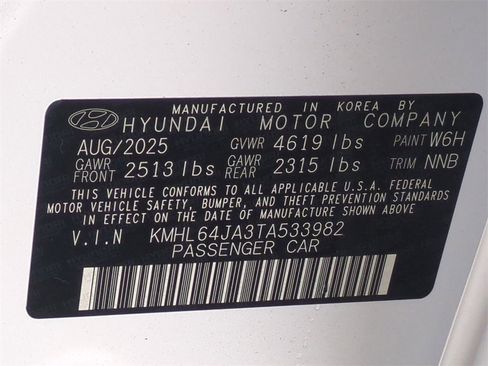 MANUFACTURED IN KOREA BY
HYUNDAI MOTOR COMPANY
AUG/2025 GVWR 4619 lbs PAINT W6H
GAWR FRONT 2513 lbs GAWR REAR 2315 lbs TRIM NNB
THIS VEHICLE CONFORMS TO ALL APPLICABLE U.S.A. FEDERAL
MOTOR VEHICLE SAFETY, BUMPER, AND THEFT PREVENTION STANDARDS
IN EFFECT ON THE DATE OF MANUFACTURE SHOWN ABOVE
V.I.N KMHL64JA3TA533982
PASSENGER CAR